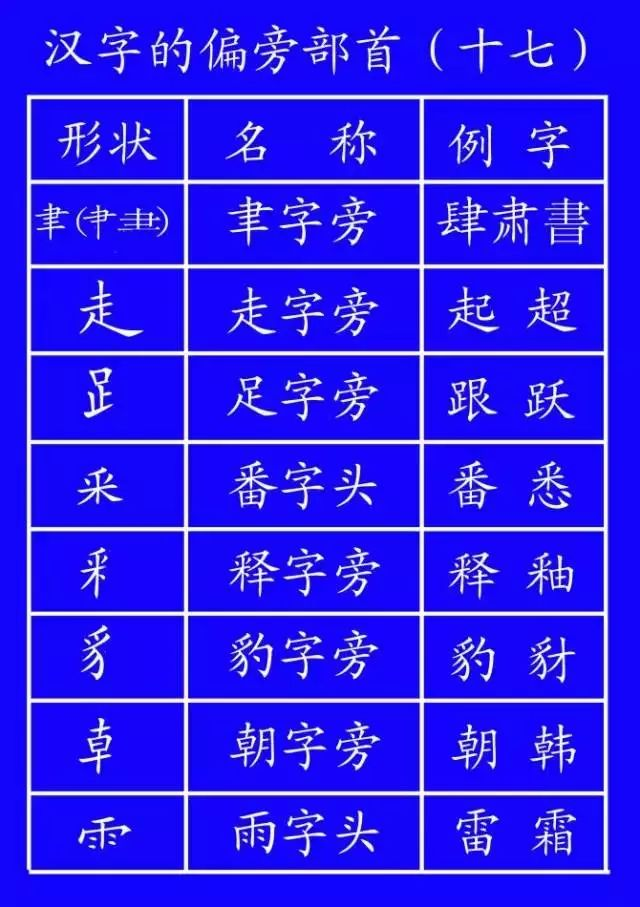 汉字的偏旁部首（十七）
形状 名称 例字
聿(肀⺻) 聿字旁 肆肃書
走 走字旁 起 超
𧾷 足字旁 跟 跃
釆 番字头 番 悉
釆 释字旁 释 釉
豸 豹字旁 豹 豺
龺 朝字旁 朝 韩
⻗ 雨字头 雷 霜